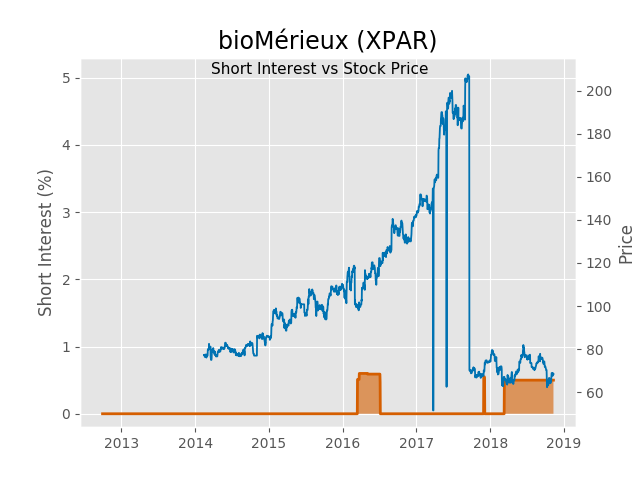 bioMérieux (XPAR)
Short Interest vs Stock Price
Short Interest (%)
5
4
3
2
1
0
200
180
160
140
120
100
80
60
Price
2013 2014 2015 2016 2017 2018 2019